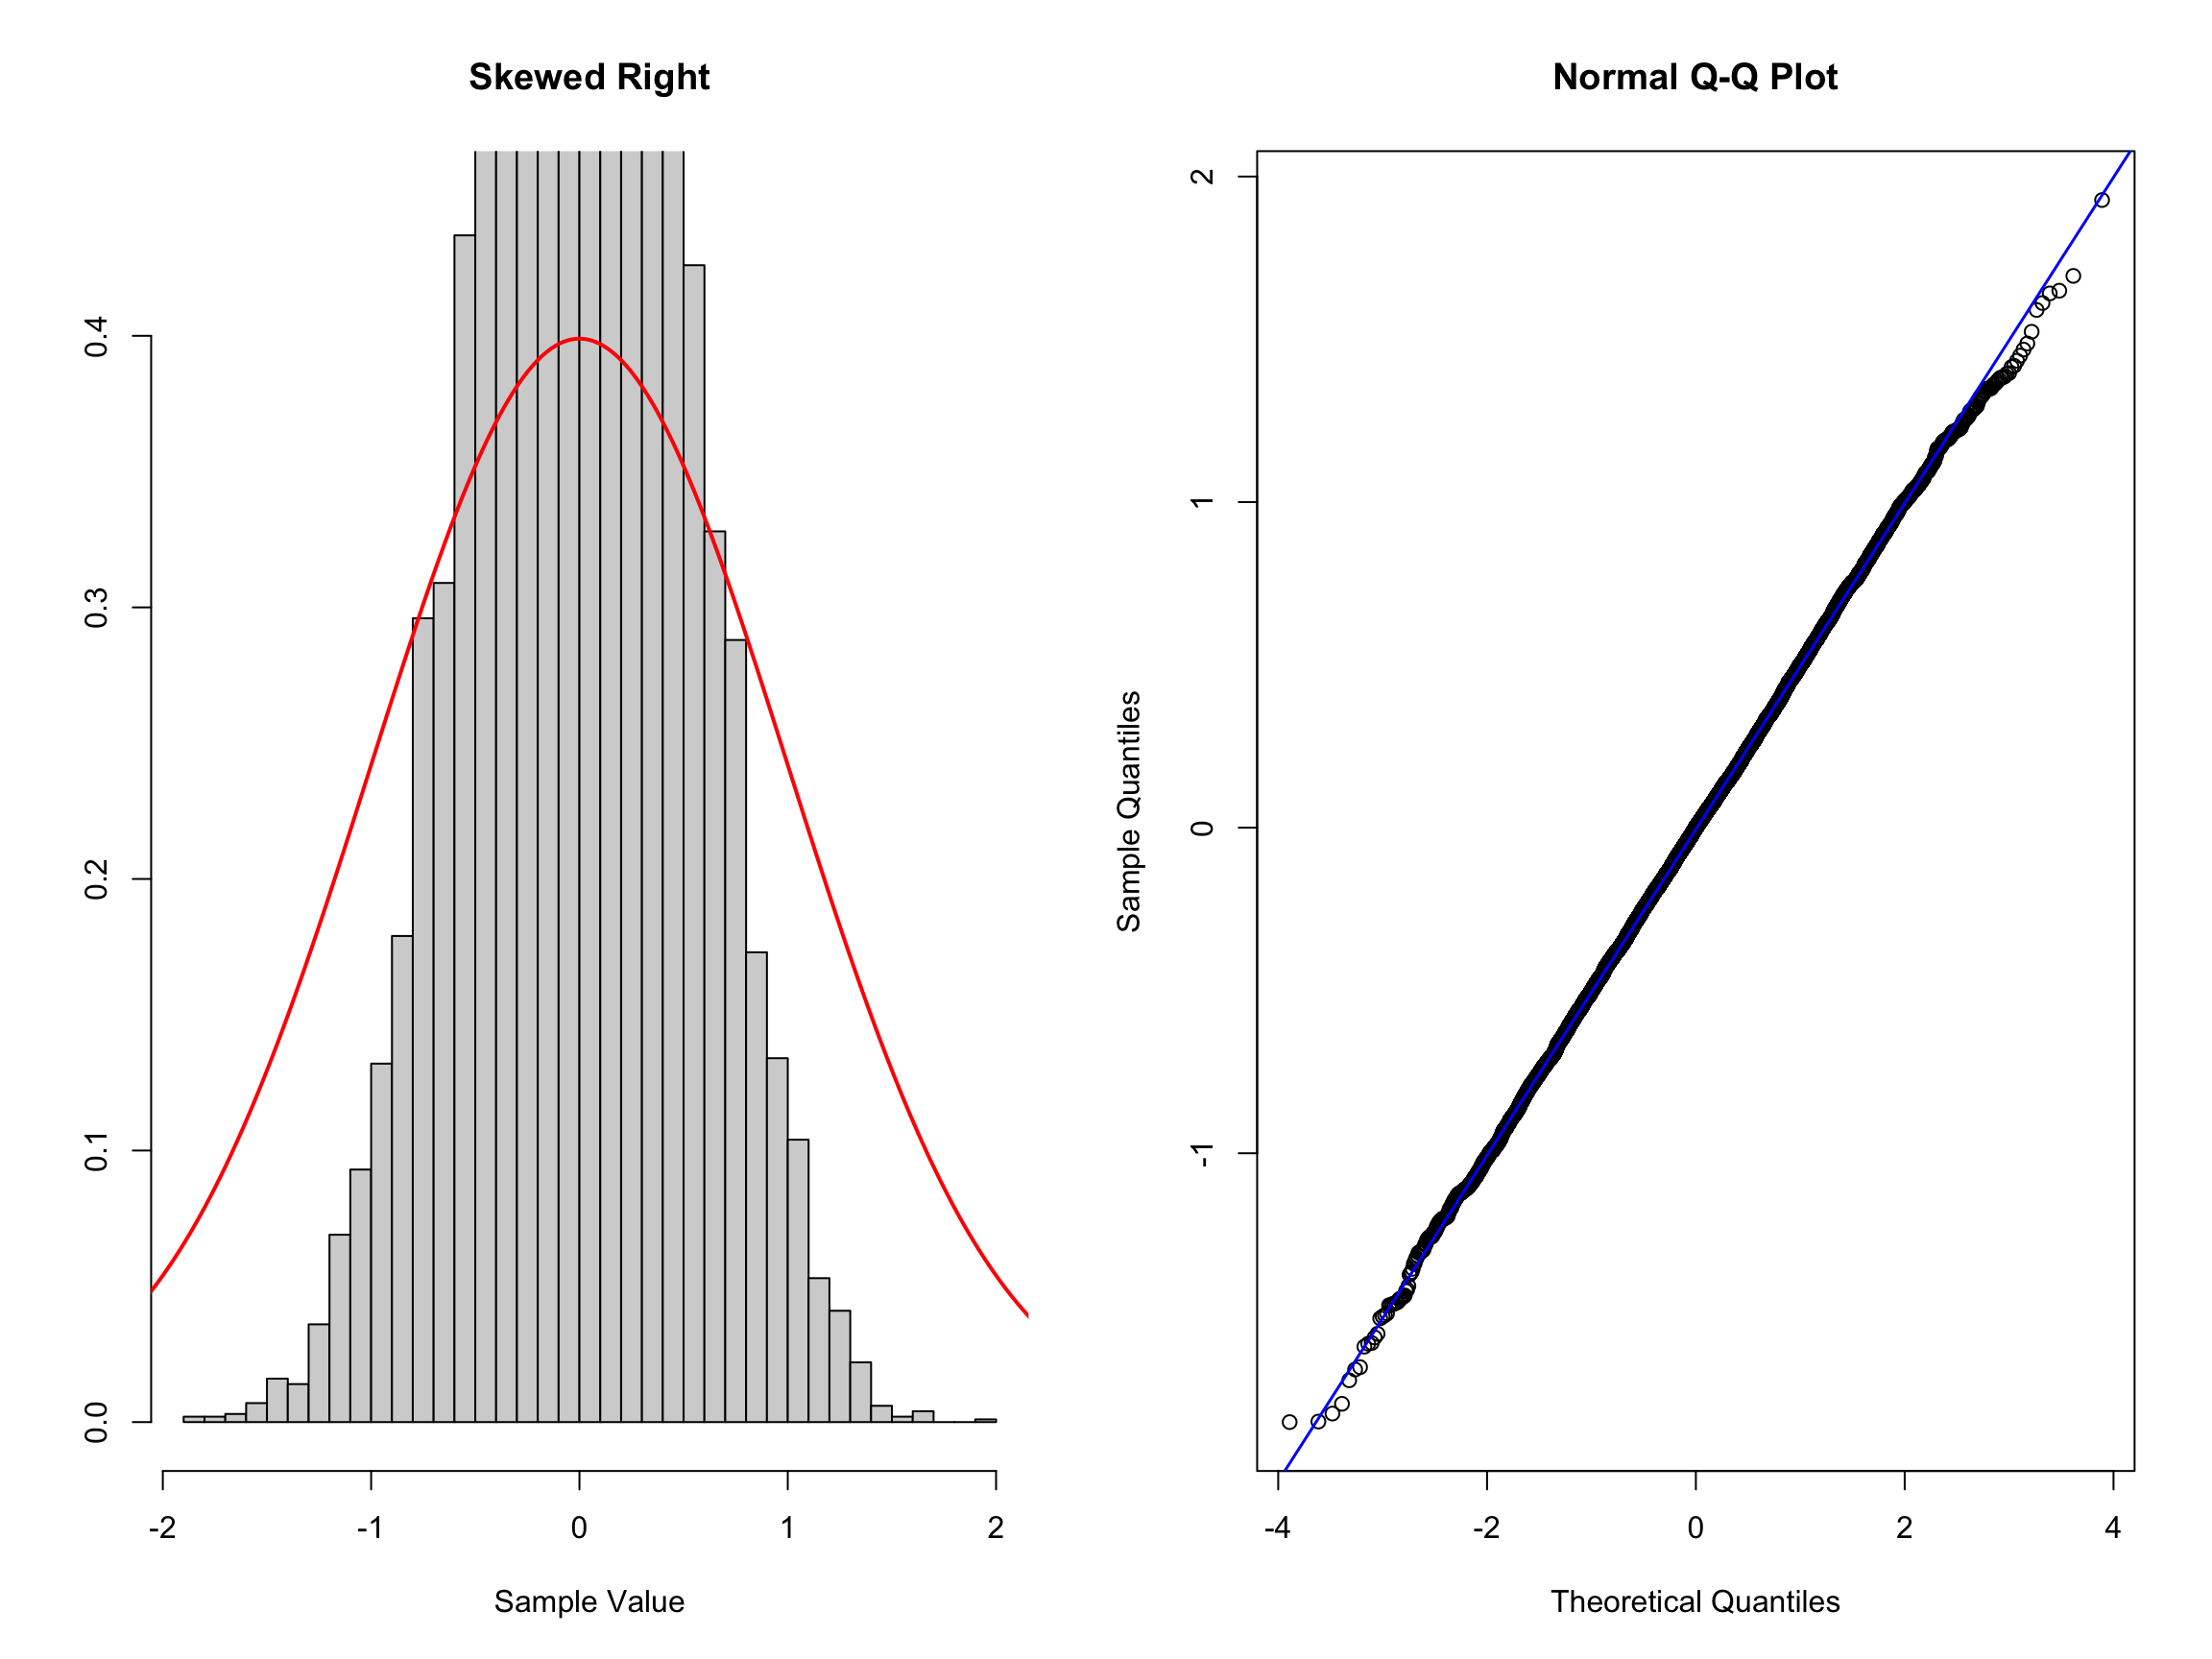 Skewed Right
0.4
0.3
0.2
0.1
0.0
-2 -1 0 1 2
Sample Value
Normal Q-Q Plot
Sample Quantiles
2
1
0
-1
-4 -2 0 2 4
Theoretical Quantiles